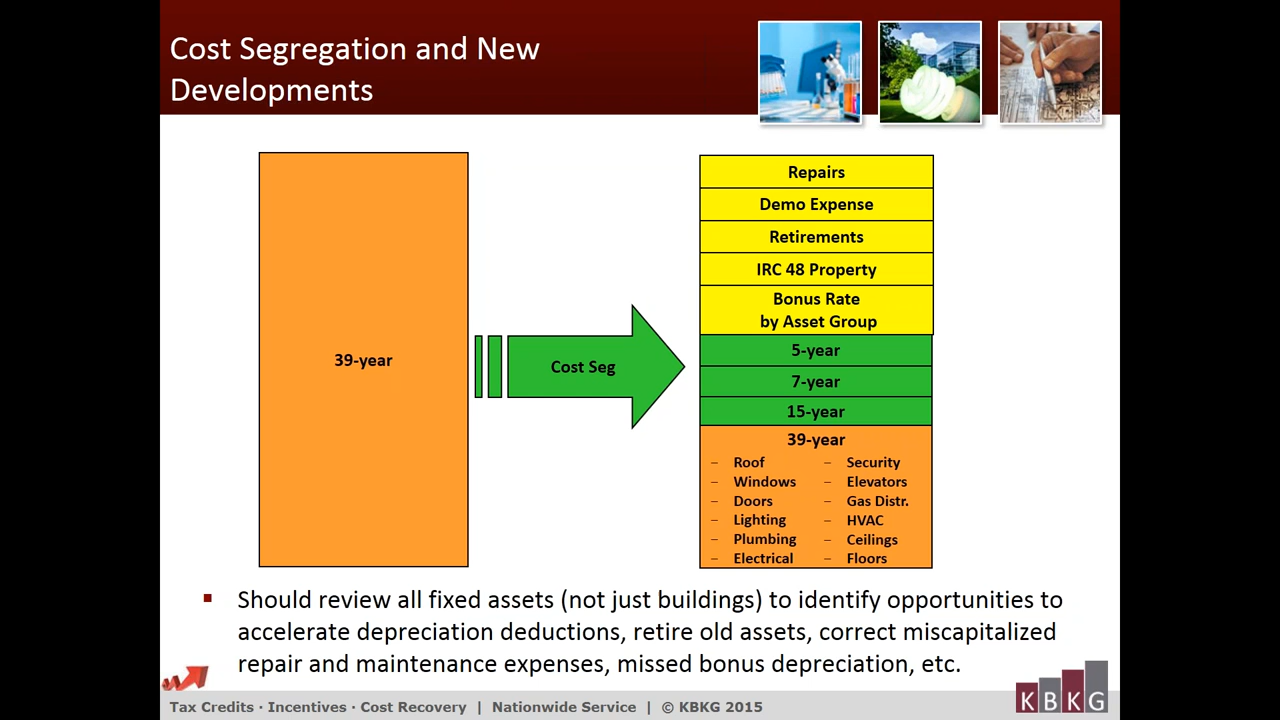 Cost Segregation and New
Developments
39-year
Cost Seg
Repairs
Demo Expense
Retirements
IRC 48 Property
Bonus Rate
by Asset Group
5-year
7-year
15-year
39-year
– Roof
– Windows
– Doors
– Lighting
– Plumbing
– Electrical
– Security
– Elevators
– Gas Distr.
– HVAC
– Ceilings
– Floors
▪ Should review all fixed assets (not just buildings) to identify opportunities to
accelerate depreciation deductions, retire old assets, correct miscapitalized
repair and maintenance expenses, missed bonus depreciation, etc.
Tax Credits · Incentives · Cost Recovery | Nationwide Service | © KBKG 2015
KBKG